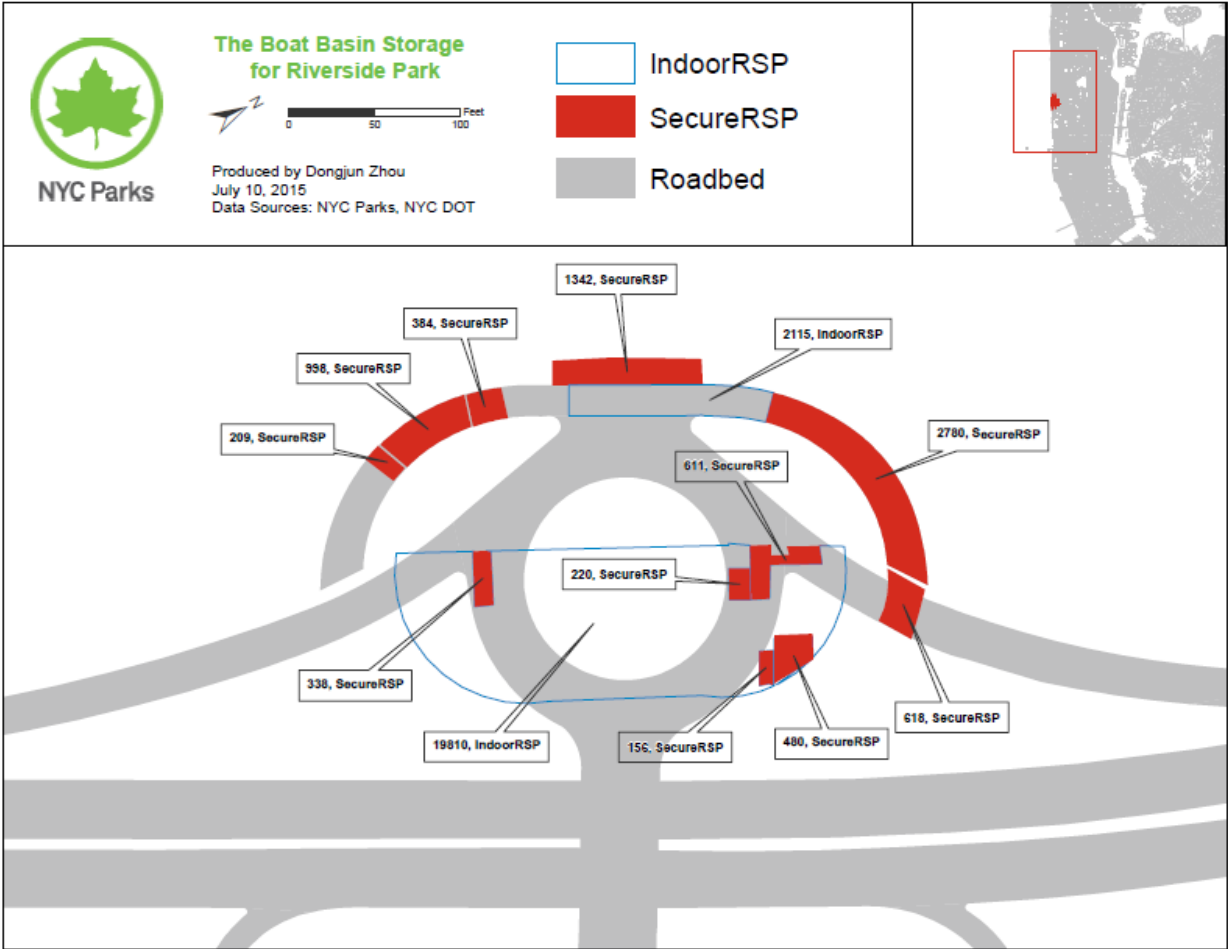 The Boat Basin Storage
for Riverside Park
Z
Feet
0 50 100
Produced by Dongjun Zhou
July 10, 2015
Data Sources: NYC Parks, NYC DOT
NYC Parks
IndoorRSP
SecureRSP
Roadbed
1342, SecureRSP
384, SecureRSP
2115, IndoorRSP
998, SecureRSP
209, SecureRSP
2780, SecureRSP
611, SecureRSP
220, SecureRSP
338, SecureRSP
618, SecureRSP
19810, IndoorRSP
156, SecureRSP
480, SecureRSP